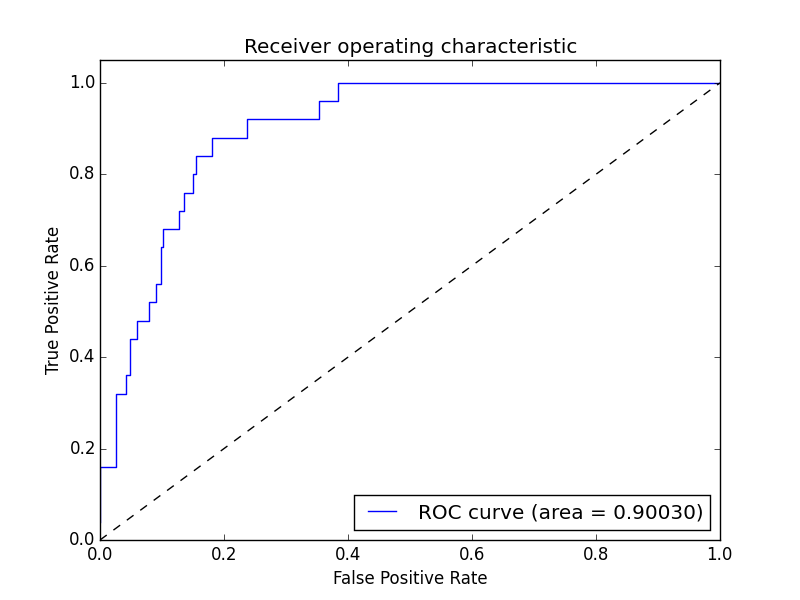 Receiver operating characteristic
1.0
0.8
0.6
0.4
0.2
0.0
True Positive Rate
ROC curve (area = 0.90030)
0.0 0.2 0.4 0.6 0.8 1.0
False Positive Rate